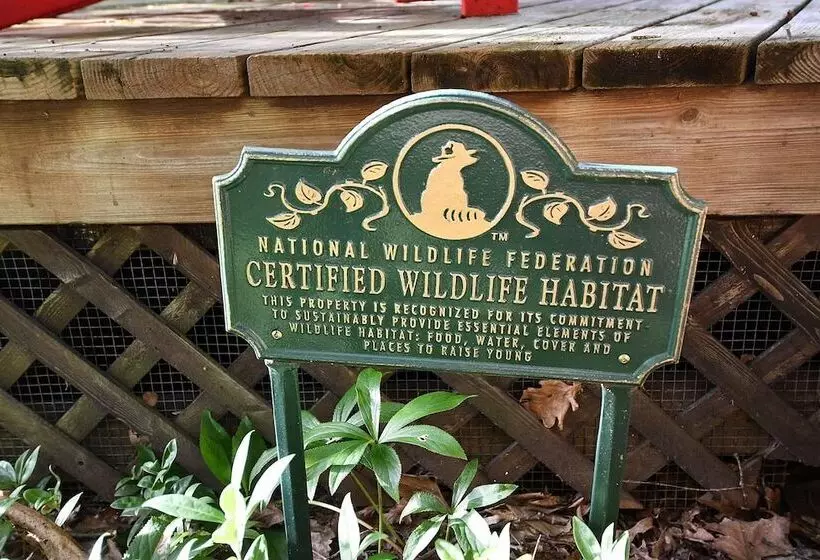 TM
NATIONAL WILDLIFE FEDERATION
CERTIFIED WILDLIFE HABITAT
THIS PROPERTY IS RECOGNIZED FOR ITS COMMITMENT
TO SUSTAINABLY PROVIDE ESSENTIAL ELEMENTS OF
WILDLIFE HABITAT: FOOD, WATER, COVER AND
PLACES TO RAISE YOUNG